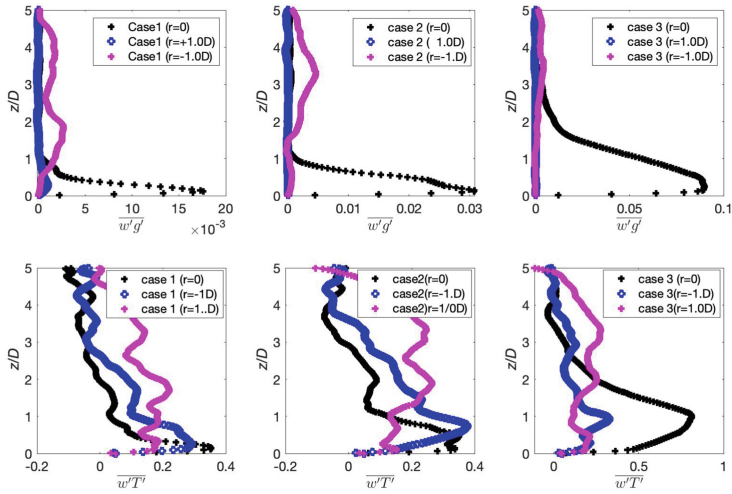 5
4
3
2
1
0
z/D
Case1 (r=0)
Case1 (r=+1.0D)
Case1 (r=-1.0D)
0 5 10 15 20
w'g'
×10⁻³
5
4
3
2
1
0
z/D
case 2 (r=0)
case 2 ( 1.0D)
case 2 (r=-1.D)
0 0.01 0.02 0.03
w'g'
5
4
3
2
1
0
z/D
case 3 (r=0)
case 3 (r=1.0D)
case 3 (r=-1.0D)
0 0.05 0.1
w'g'
5
4
3
2
1
0
z/D
case 1 (r=0)
case 1 (r=-1D)
case 1 (r=1..D)
-0.2 0 0.2 0.4
w'T'
5
4
3
2
1
0
z/D
case2(r=0)
case2(r=-1.D)
case2)r=1/0D)
-0.2 0 0.2 0.4
w'T'
5
4
3
2
1
0
z/D
case 3 (r=0)
case 3(r=-1.D)
case 3(r=1.0D)
0 0.5 1
w'T'